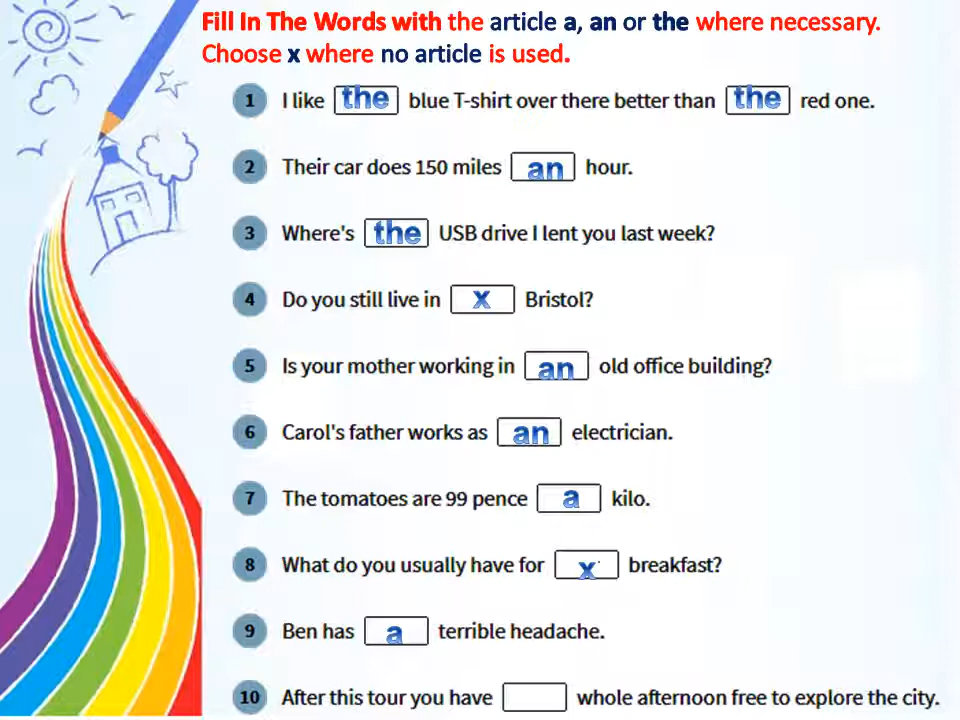 Fill In The Words with the article a, an or the where necessary.
Choose x where no article is used.
1 I like the blue T-shirt over there better than the red one.
2 Their car does 150 miles an hour.
3 Where's the USB drive I lent you last week?
4 Do you still live in x Bristol?
5 Is your mother working in an old office building?
6 Carol's father works as an electrician.
7 The tomatoes are 99 pence a kilo.
8 What do you usually have for x breakfast?
9 Ben has a terrible headache.
10 After this tour you have whole afternoon free to explore the city.